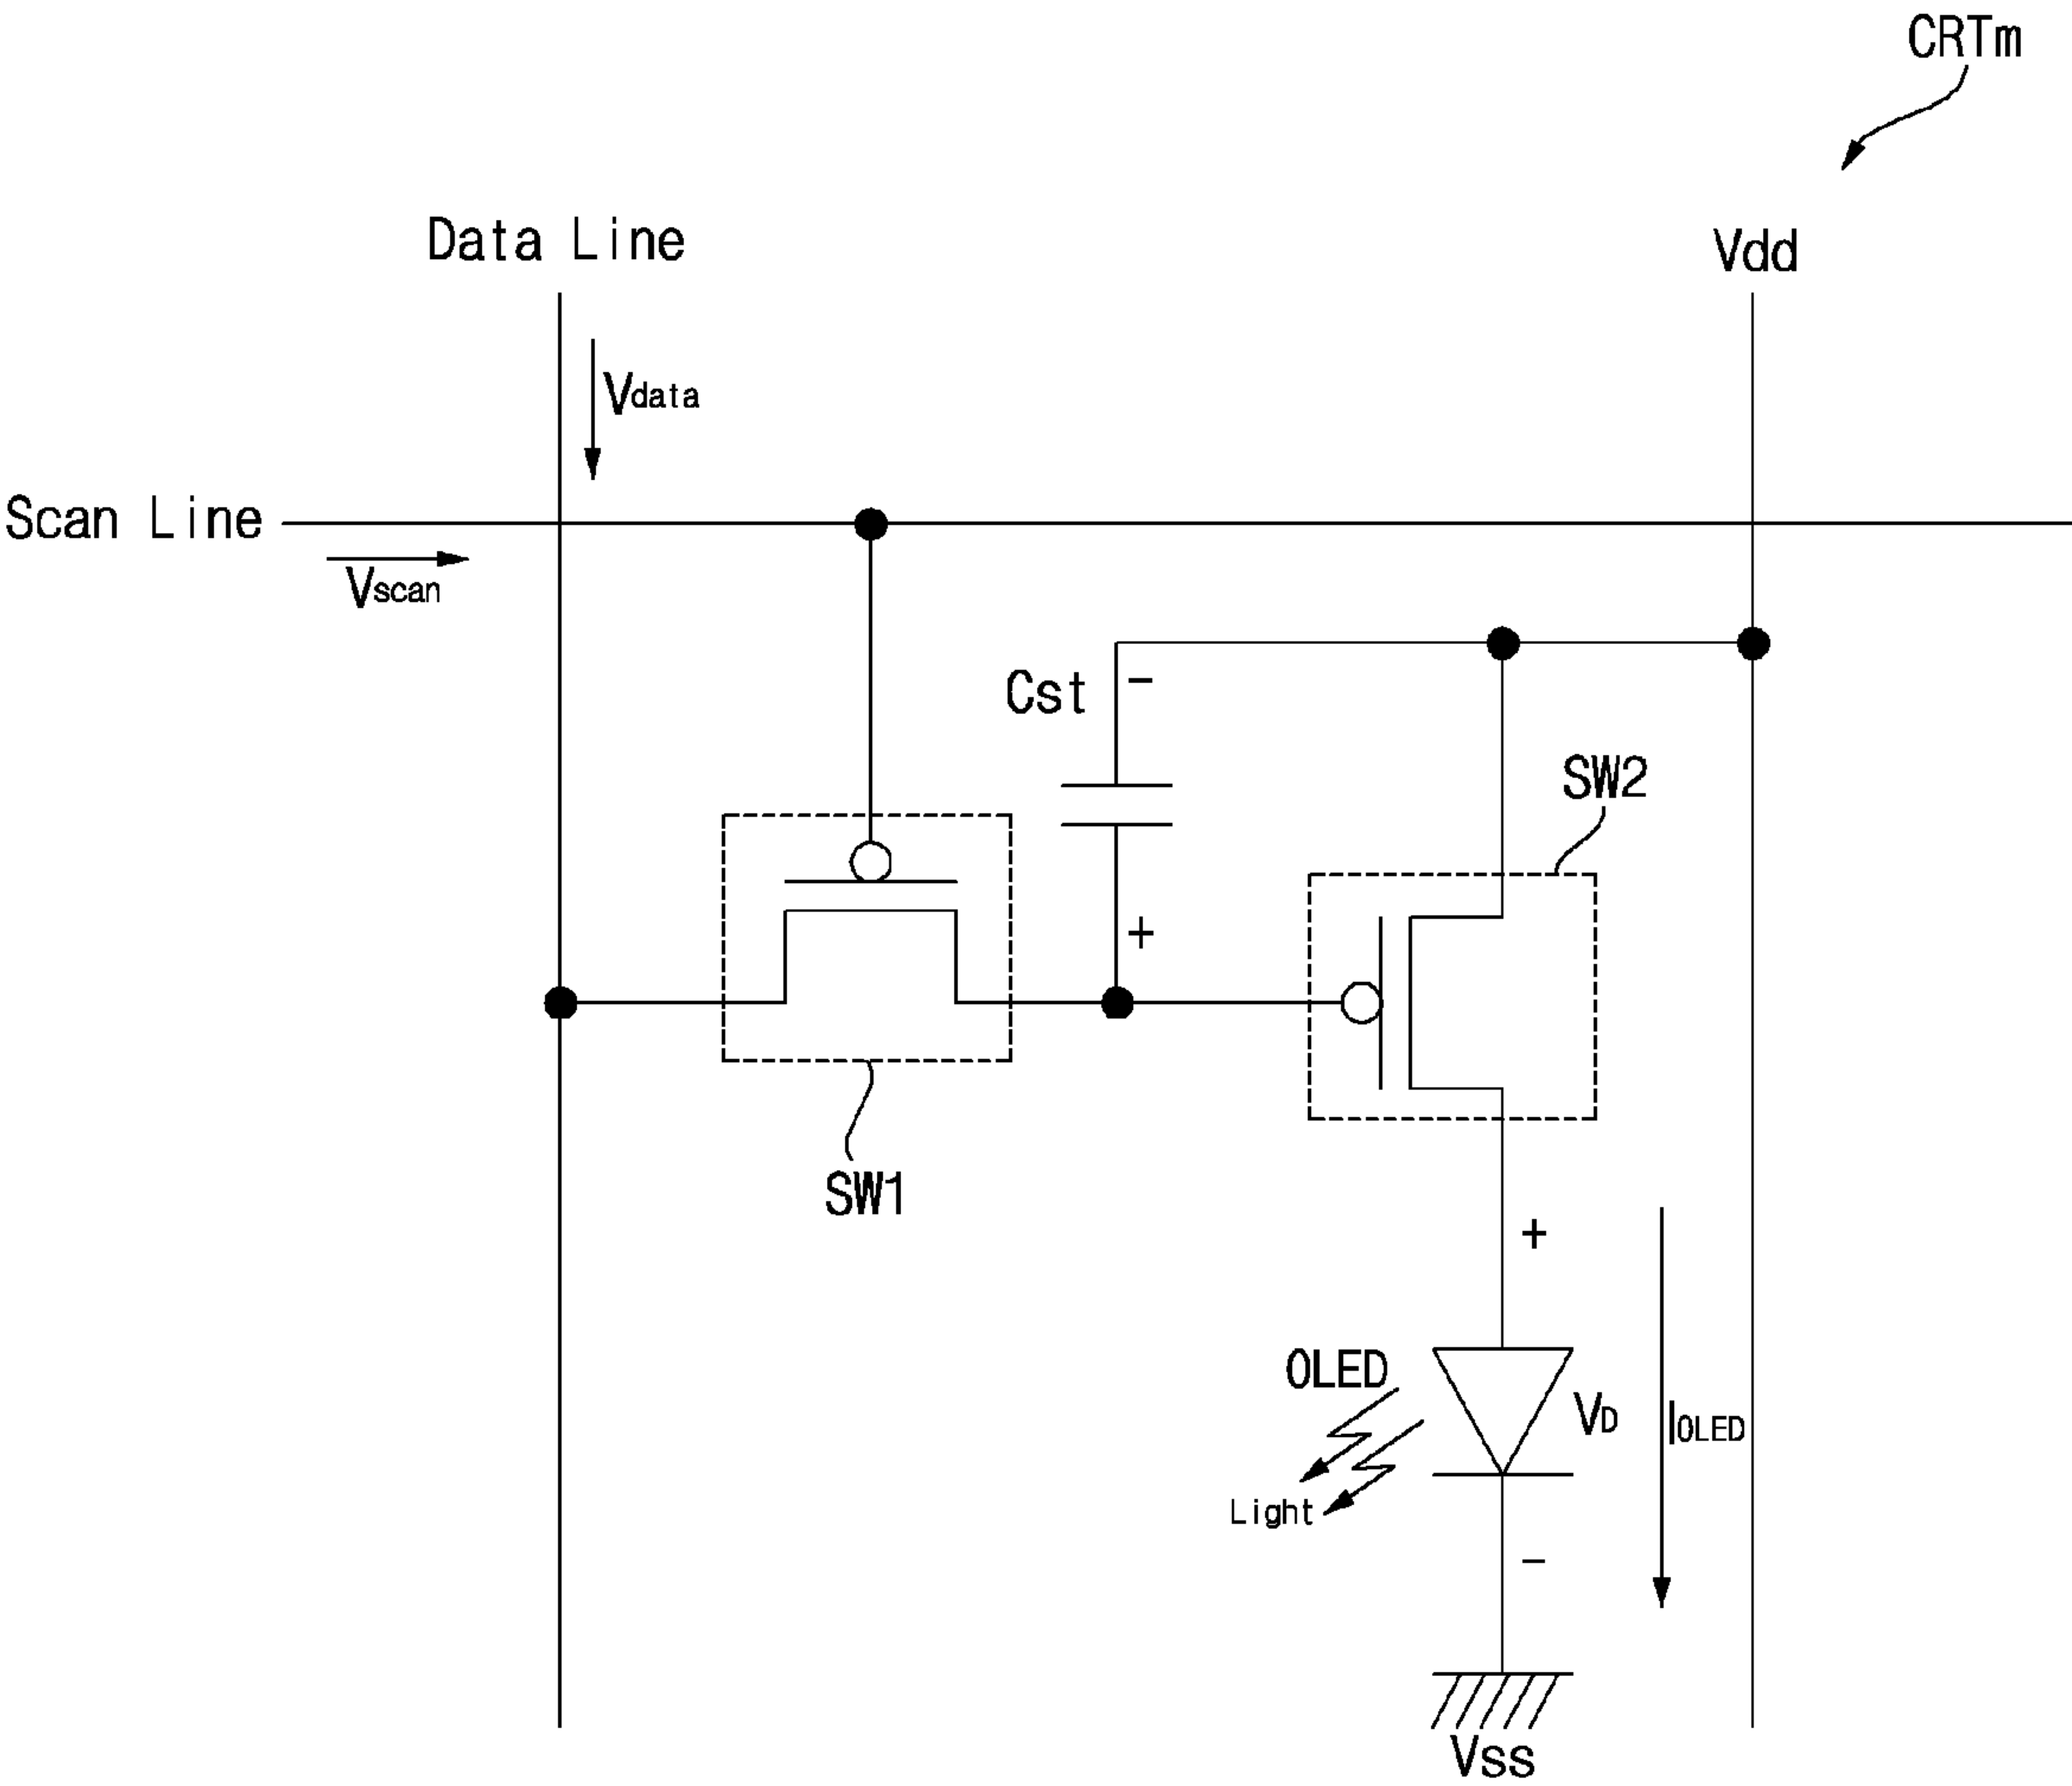 CRTm
Data Line
Vdd
Vdata
Scan Line
Vscan
Cst
-
SW2
+
SW1
+
OLED
VD
IOLED
Light
-
Vss